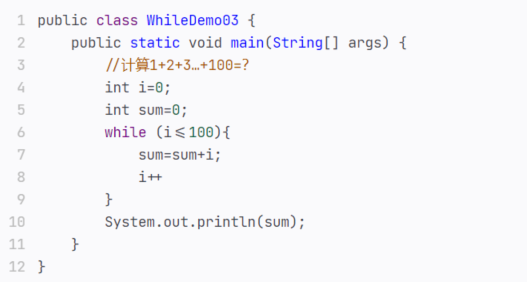 1 public class WhileDemo03 {
2 public static void main(String[] args) {
3 //计算1+2+3…+100=?
4 int i=0;
5 int sum=0;
6 while (i<=100){
7 sum=sum+i;
8 i++
9 }
10 System.out.println(sum);
11 }
12 }